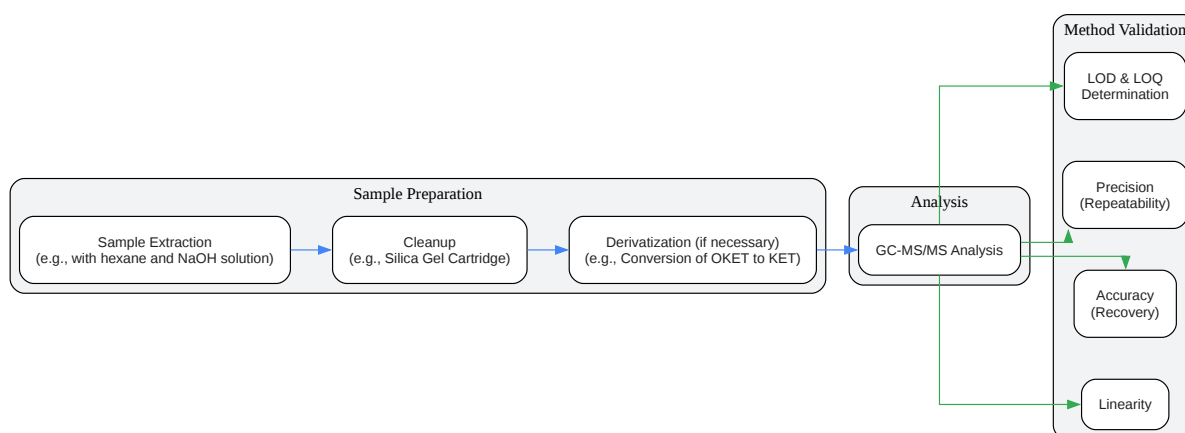 Sample Preparation
Sample Extraction
(e.g., with hexane and NaOH solution)
Cleanup
(e.g., Silica Gel Cartridge)
Derivatization (if necessary)
(e.g., Conversion of OKET to KET)
Analysis
GC-MS/MS Analysis
Method Validation
LOD & LOQ
Determination
Precision
(Repeatability)
Accuracy
(Recovery)
Linearity